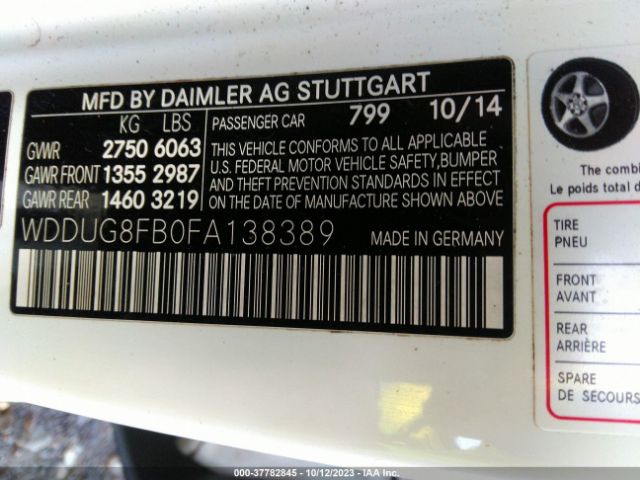 MFD BY DAIMLER AG STUTTGART
KG LBS
PASSENGER CAR 799 10/14
GVWR 2750 6063
GAWR FRONT 1355 2987
GAWR REAR 1460 3219
THIS VEHICLE CONFORMS TO ALL APPLICABLE
U.S. FEDERAL MOTOR VEHICLE SAFETY,BUMPER
AND THEFT PREVENTION STANDARDS IN EFFECT
ON THE DATE OF MANUFACTURE SHOWN ABOVE
WDDUG8FB0FA138389 MADE IN GERMANY
The combi
Le poids total d
TIRE
PNEU
FRONT
AVANT
REAR
ARRIÈRE
SPARE
DE SECOURS
000-37782845 - 10/12/2023 - IAA Inc.